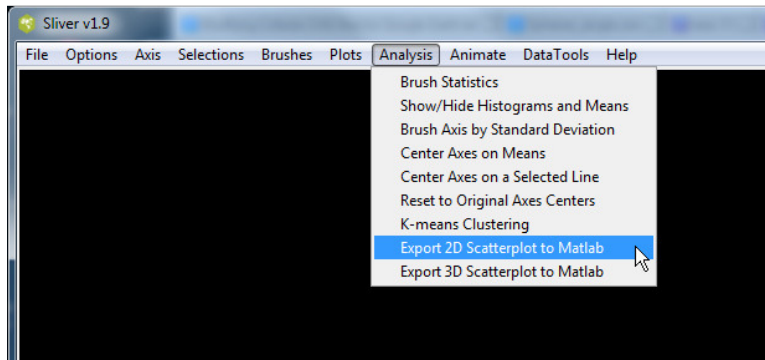 Sliver v1.9
File Options Axis Selections Brushes Plots Analysis Animate DataTools Help
Brush Statistics
Show/Hide Histograms and Means
Brush Axis by Standard Deviation
Center Axes on Means
Center Axes on a Selected Line
Reset to Original Axes Centers
K-means Clustering
Export 2D Scatterplot to Matlab
Export 3D Scatterplot to Matlab